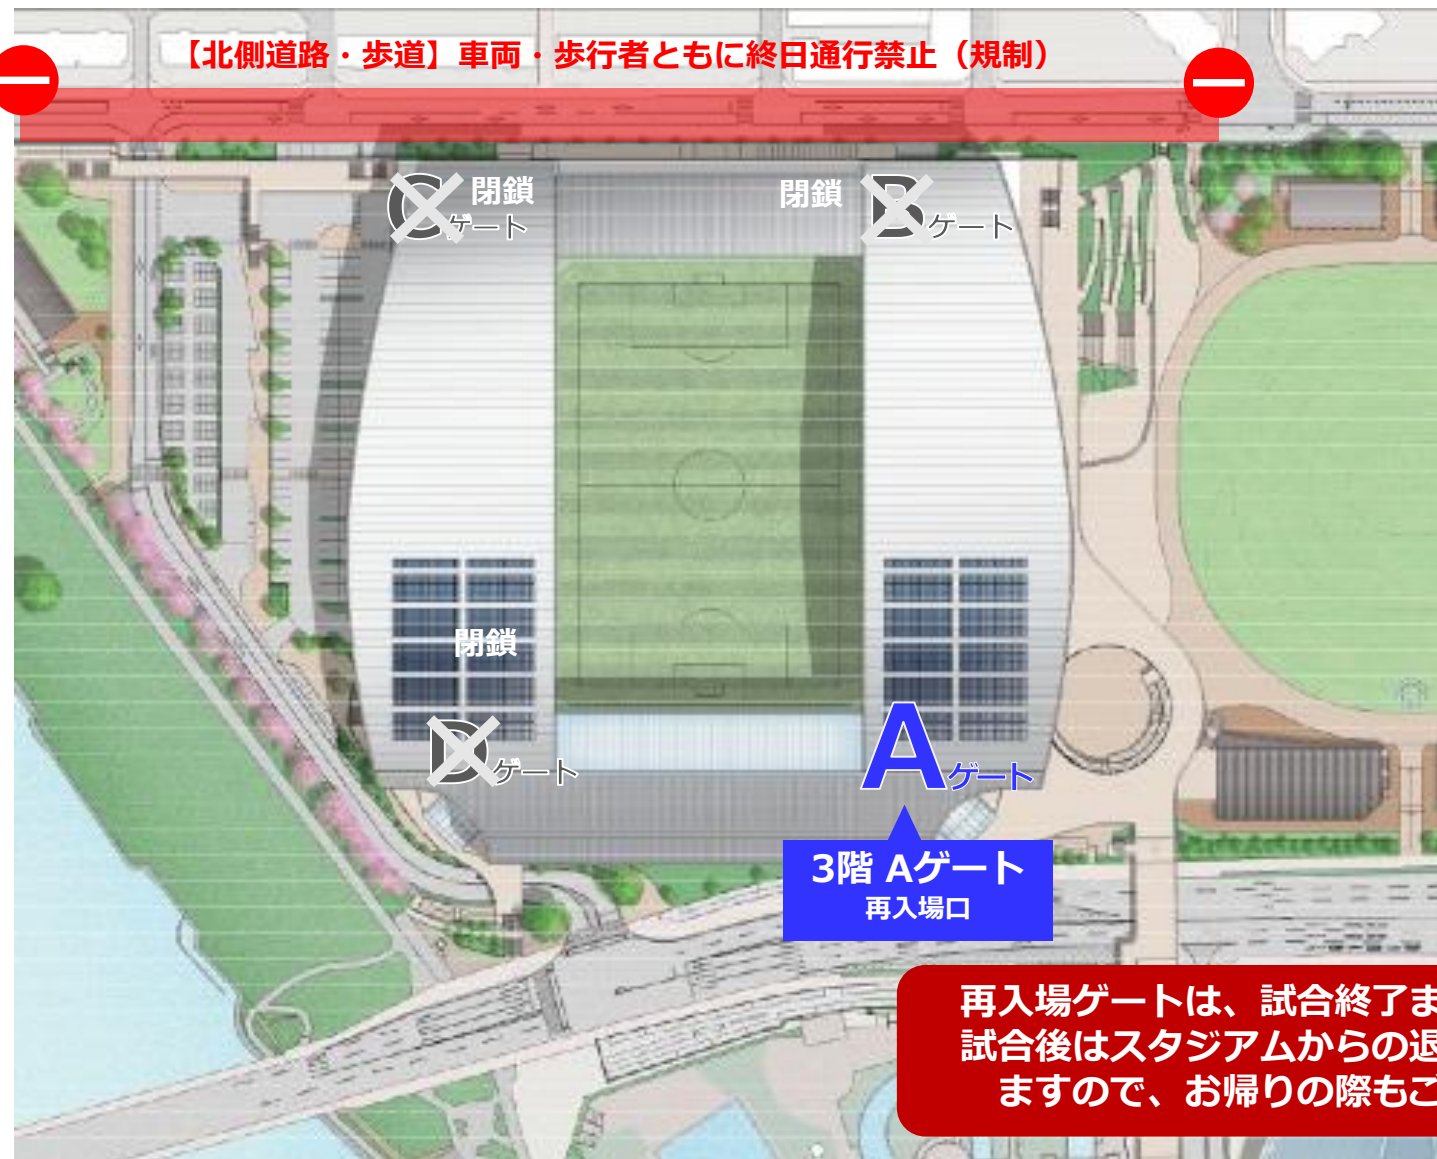 【北側道路・歩道】車両・歩行者ともに終日通行禁止（規制）
C 閉鎖
ゲート
閉鎖 B
ゲート
閉鎖
D ゲート
A ゲート
3階 Aゲート
再入場口
再入場ゲートは、試合終了ま
試合後はスタジアムからの退
ますので、お帰りの際もご